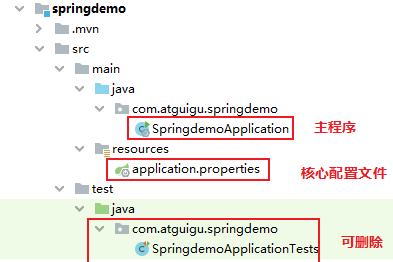 springdemo
.mvn
src
main
java
com.atguigu.springdemo
SpringdemoApplication 主程序
resources
application.properties 核心配置文件
test
java
com.atguigu.springdemo
SpringdemoApplicationTests 可删除